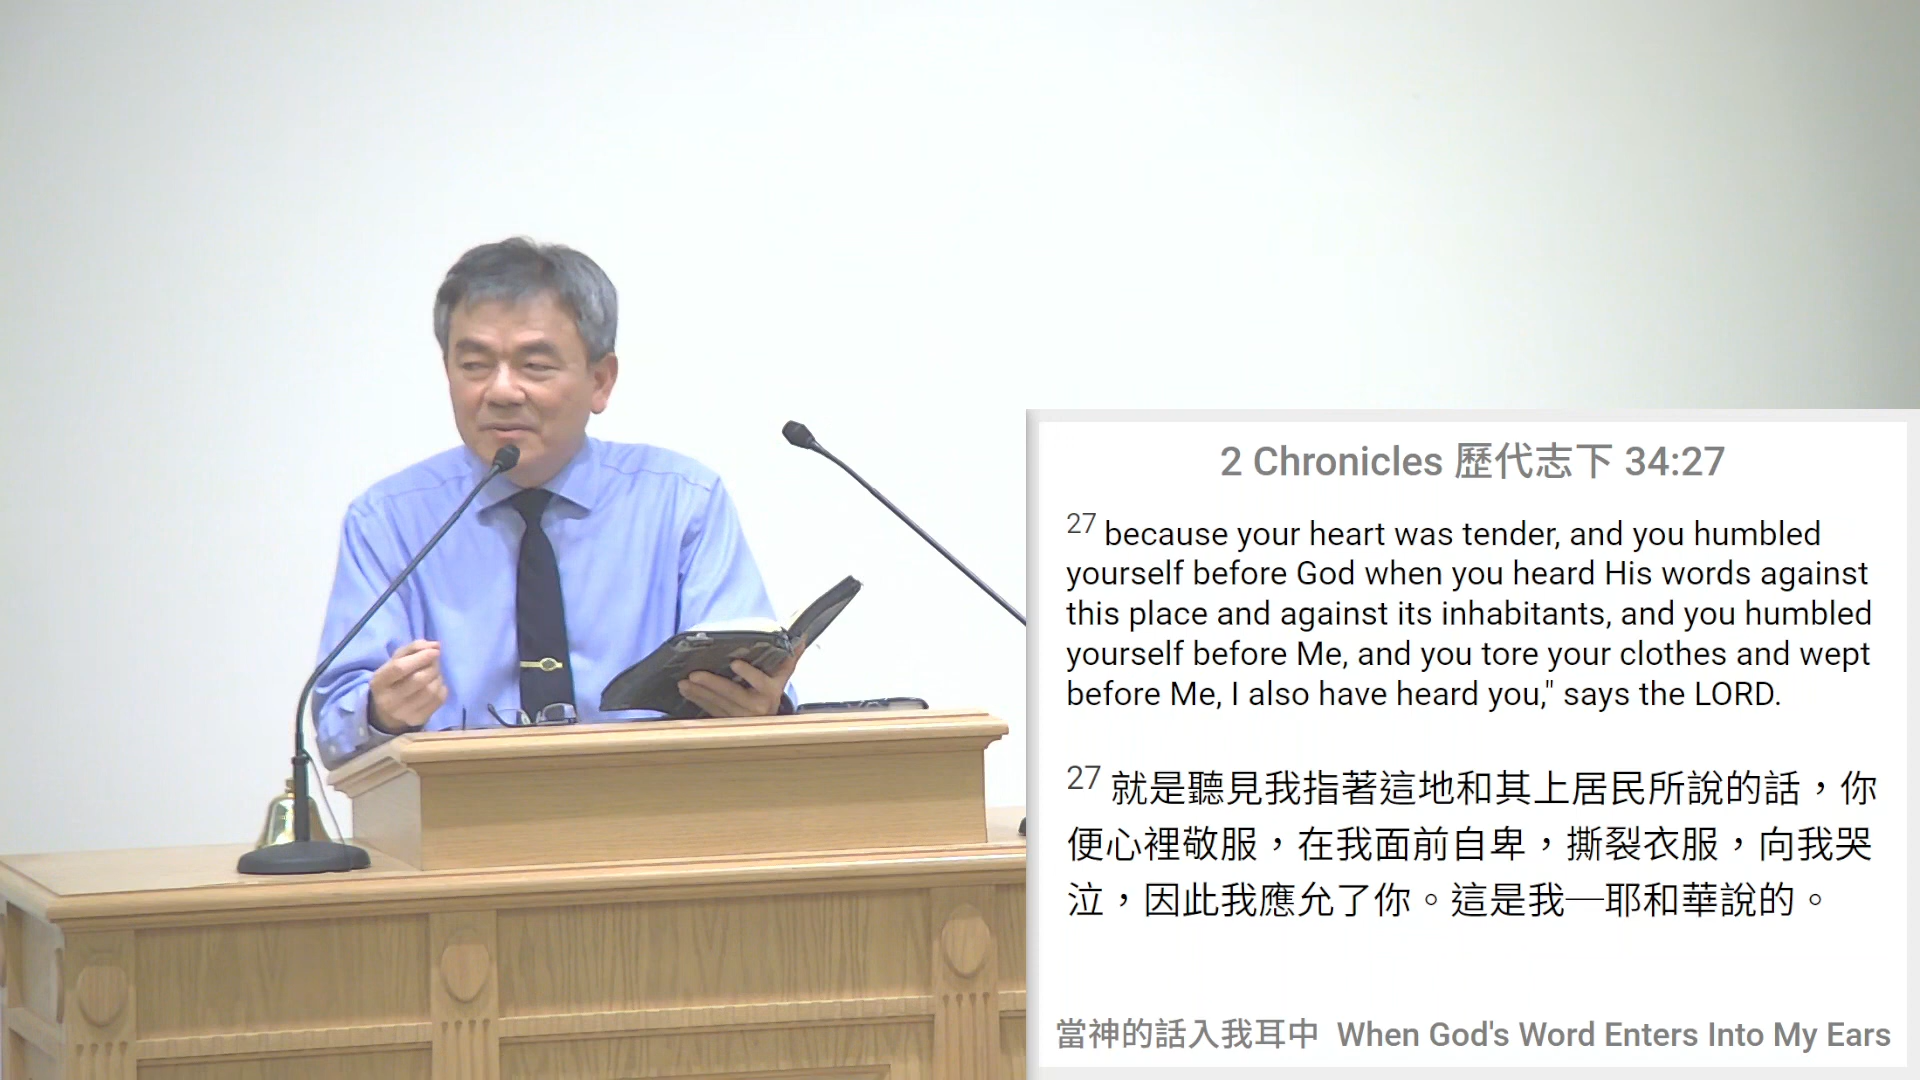 2 Chronicles 歷代志下 34:27
27 because your heart was tender, and you humbled
yourself before God when you heard His words against
this place and against its inhabitants, and you humbled
yourself before Me, and you tore your clothes and wept
before Me, I also have heard you," says the LORD.
27 就是聽見我指著這地和其上居民所說的話，你
便心裡敬服，在我面前自卑，撕裂衣服，向我哭
泣，因此我應允了你。這是我─耶和華說的。
當神的話入我耳中 When God's Word Enters Into My Ears